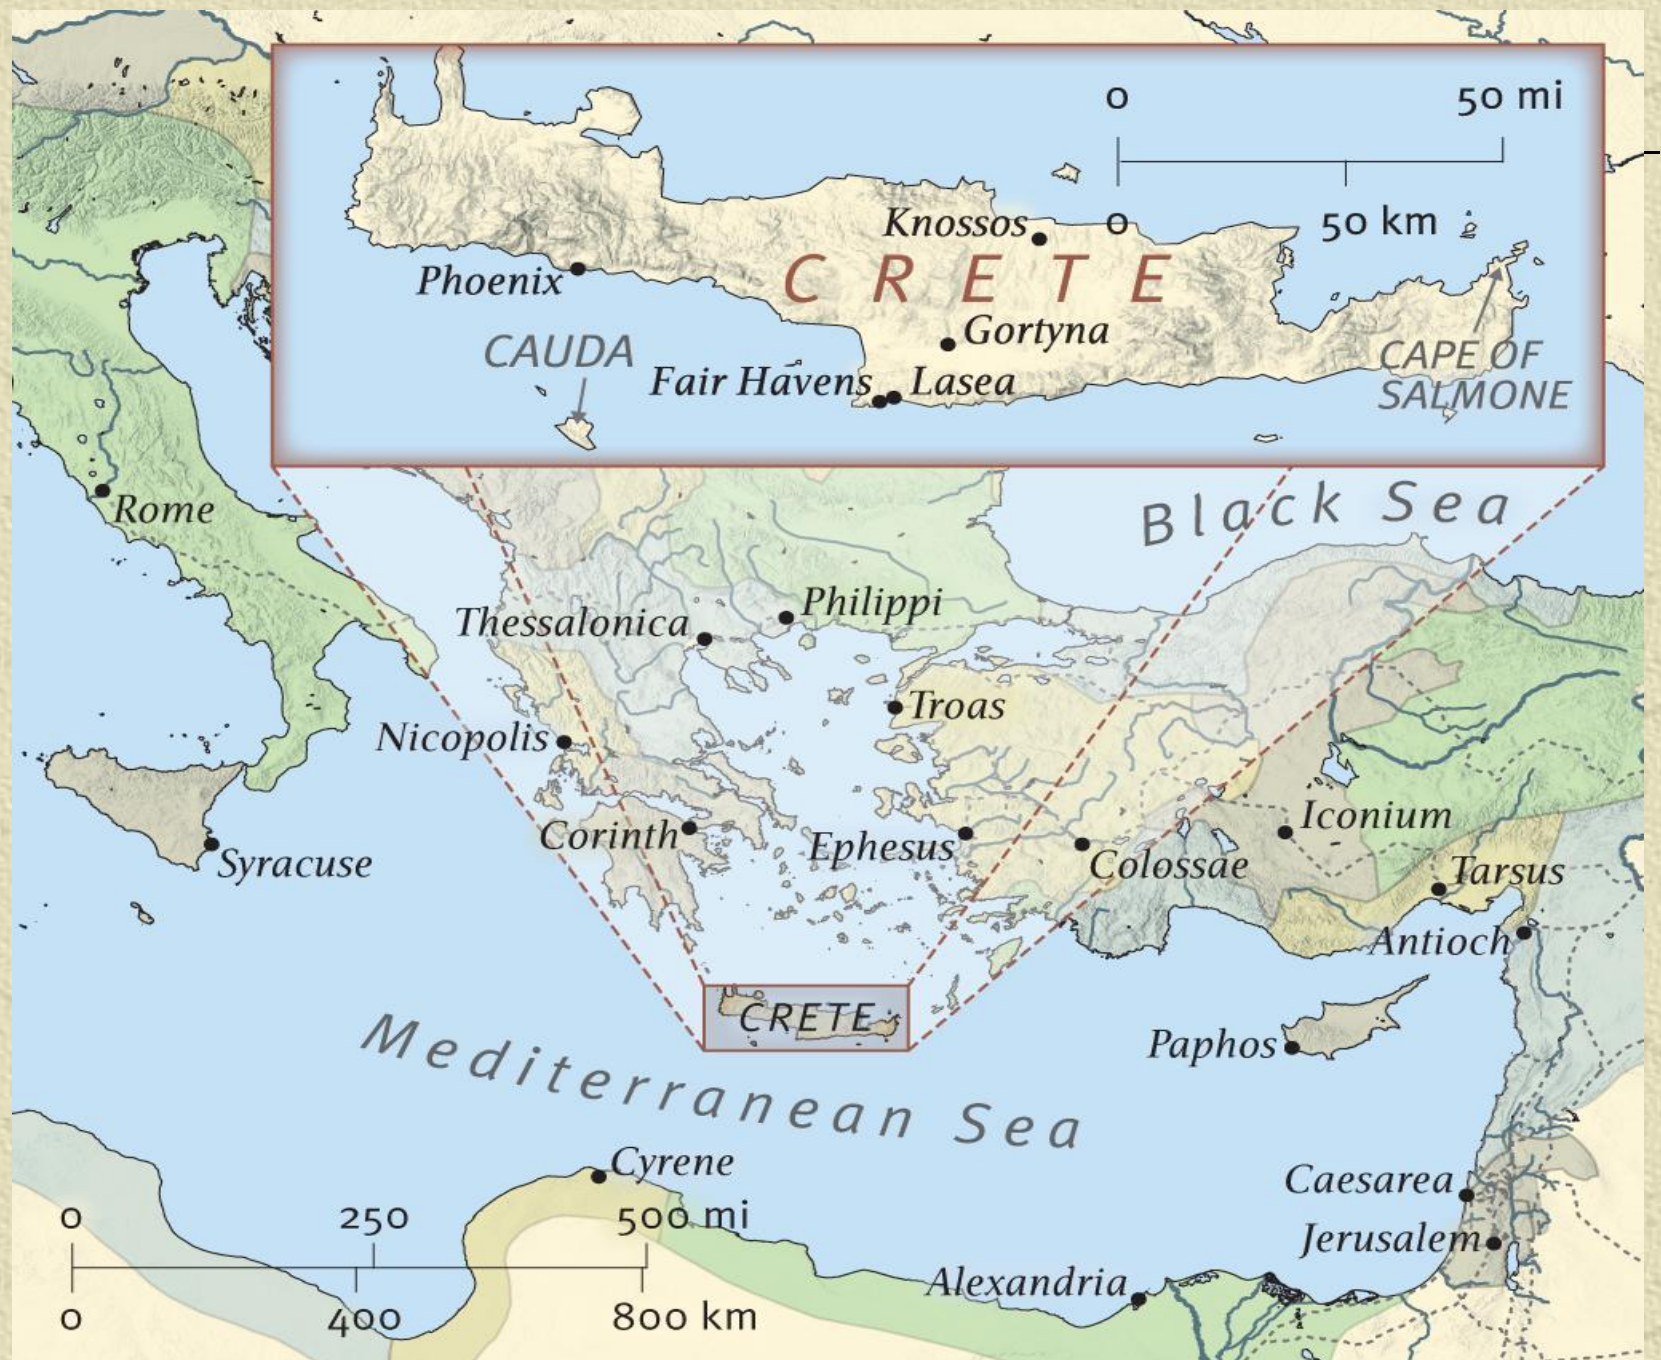 0 50 mi
0 50 km
Knossos
CRETE
Phoenix
Gortyna
CAUDA
Fair Havens
Lasea
CAPE OF
SALMONE
Rome
Black Sea
Philippi
Thessalonica
Troas
Nicopolis
Iconium
Corinth
Ephesus
Syracuse
Colossae
Tarsus
Antioch
CRETE
Paphos
Mediterranean Sea
Cyrene
Caesarea
0 250 500 mi
Jerusalem
Alexandria
0 400 800 km